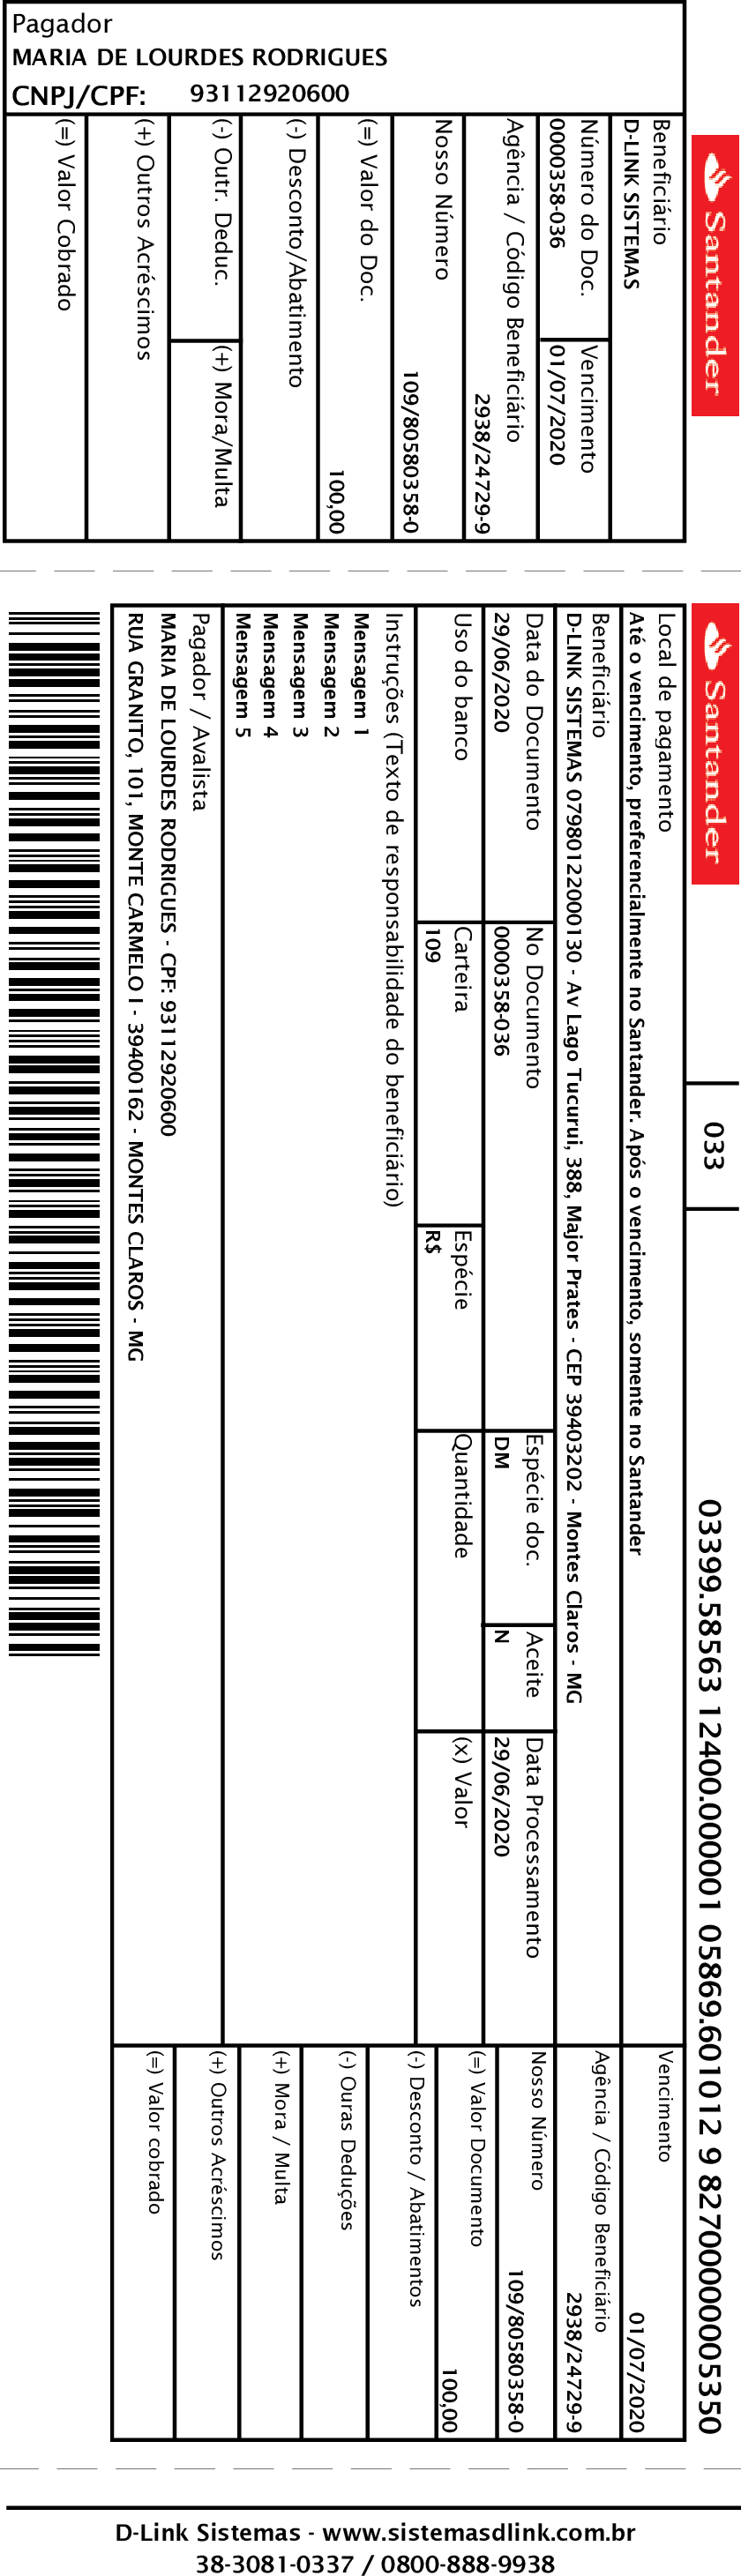 Pagador
MARIA DE LOURDES RODRIGUES
CNPJ/CPF: 93112920600
Santander
Beneficiário
D-LINK SISTEMAS
Número do Doc. Vencimento
0000358-036 01/07/2020
Agência / Código Beneficiário
2938/24729-9
Nosso Número
109/80580358-0
(=) Valor do Doc.
100,00
(-) Desconto/Abatimento
(-) Outr. Deduc. (+) Mora/Multa
(+) Outros Acréscimos
(=) Valor Cobrado
Santander 033 03399.58563 12400.000001 05869.601012 9 82700000005350
Local de pagamento Vencimento
Até o vencimento, preferencialmente no Santander. Após o vencimento, somente no Santander 01/07/2020
Beneficiário Agência / Código Beneficiário
D-LINK SISTEMAS 07980122000130 - Av Lago Tucurui, 388, Major Prates - CEP 39403202 - Montes Claros - MG 2938/24729-9
Data do Documento No Documento Espécie doc. Aceite Data Processamento Nosso Número
29/06/2020 0000358-036 DM N 29/06/2020 109/80580358-0
Uso do banco Carteira Espécie Quantidade (x) Valor (=) Valor Documento
109 R$ 100,00
Instruções (Texto de responsabilidade do beneficiário) (-) Desconto / Abatimentos
Mensagem 1
Mensagem 2 (-) Ouras Deduções
Mensagem 3
Mensagem 4 (+) Mora / Multa
Mensagem 5
Pagador / Avalista (+) Outros Acréscimos
MARIA DE LOURDES RODRIGUES - CPF: 93112920600 (=) Valor cobrado
RUA GRANITO, 101, MONTE CARMELO I - 39400162 - MONTES CLAROS - MG
D-Link Sistemas - www.sistemasdlink.com.br
38-3081-0337 / 0800-888-9938